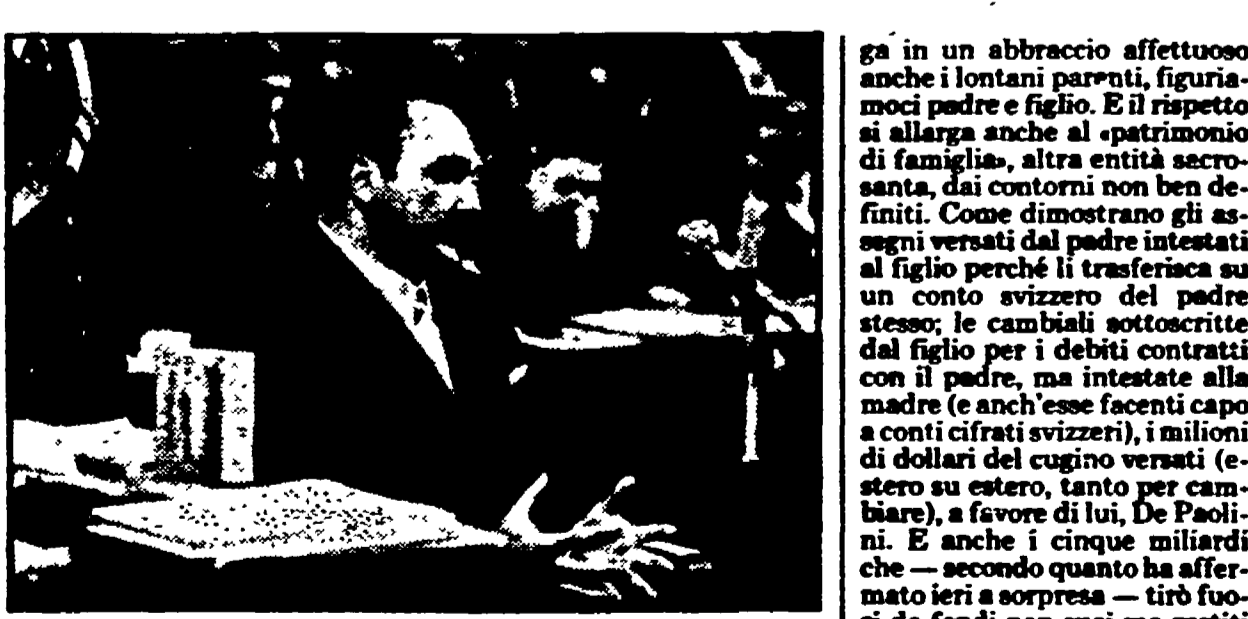 ga in un abbraccio affettuoso
anche i lontani parenti, figuria-
moci padre e figlio. E il rispetto
si allarga anche al «patrimonio
di famiglia», altra entità sacro-
santa, dai contorni non ben de-
finiti. Come dimostrano gli as-
segni versati dal padre intestati
al figlio perché li trasferisca su
un conto svizzero del padre
stesso; le cambiali sottoscritte
dal figlio per i debiti contratti
con il padre, ma intestate alla
madre (e anch'esse facenti capo
a conti cifrati svizzeri), i milioni
di dollari del cugino versati (e-
stero su estero, tanto per cam-
biare), a favore di lui, De Paoli-
ni. E anche i cinque miliardi
che — secondo quanto ha affer-
mato ieri a sorpresa — tirò fuo-